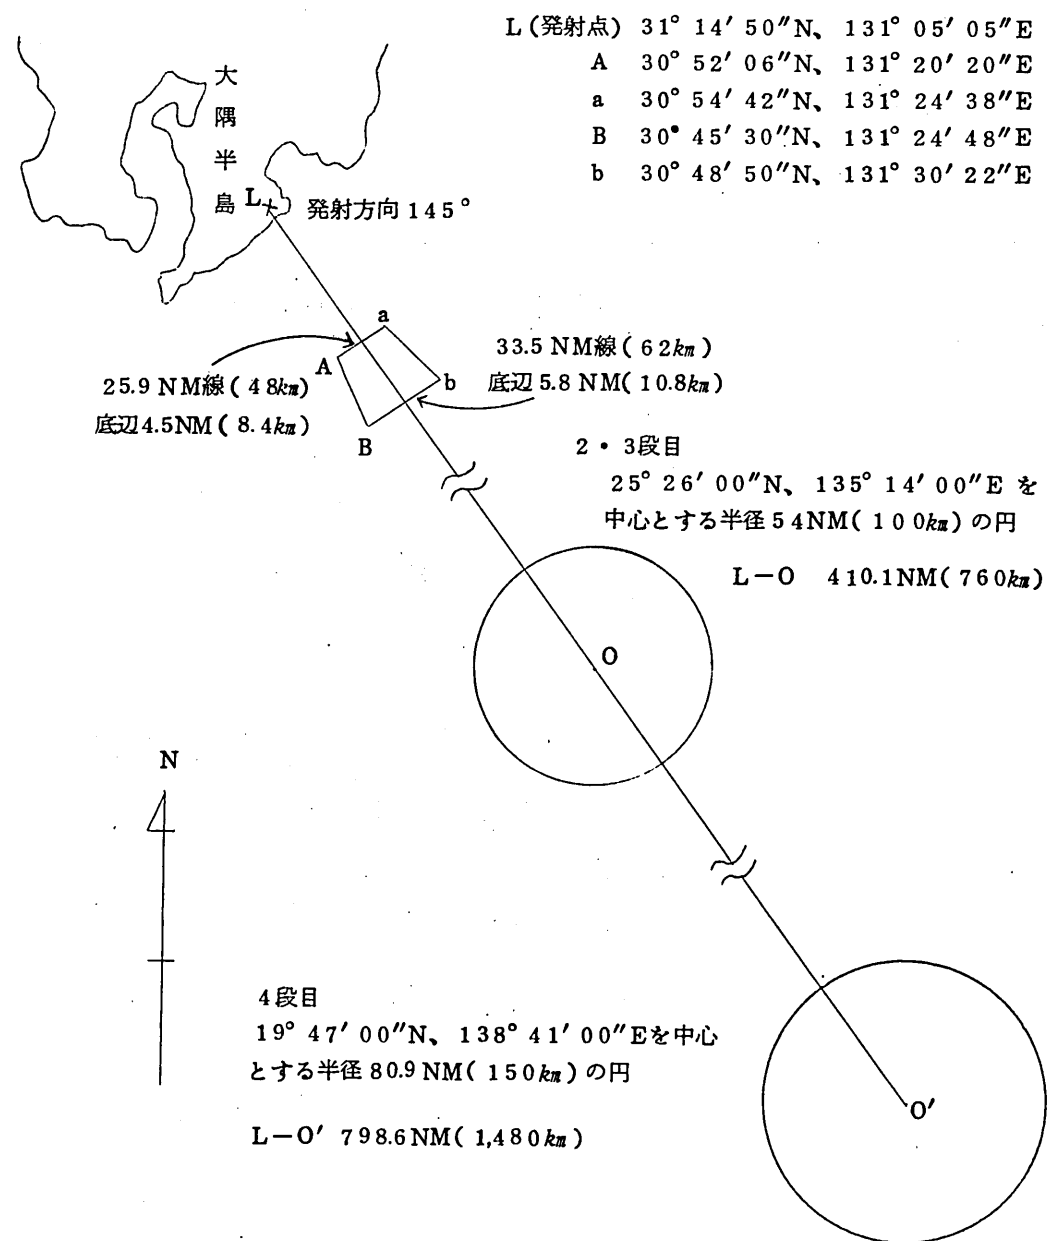 L(発射点) 31° 14′ 50″N、 131° 05′ 05″E
A 30° 52′ 06″N、 131° 20′ 20″E
a 30° 54′ 42″N、 131° 24′ 38″E
B 30° 45′ 30″N、 131° 24′ 48″E
b 30° 48′ 50″N、 131° 30′ 22″E
大隅半島
L
発射方向145°
a
A
b
B
25.9 NM線(48km)
底辺4.5NM(8.4km)
33.5 NM線(62km)
底辺5.8 NM(10.8km)
2・3段目
25° 26′ 00″N、 135° 14′ 00″E を
中心とする半径54NM(100km)の円
L-O 410.1NM(760km)
O
N
4段目
19° 47′ 00″N、 138° 41′ 00″Eを中心
とする半径80.9 NM(150km)の円
L-O′ 798.6NM(1,480km)
O′